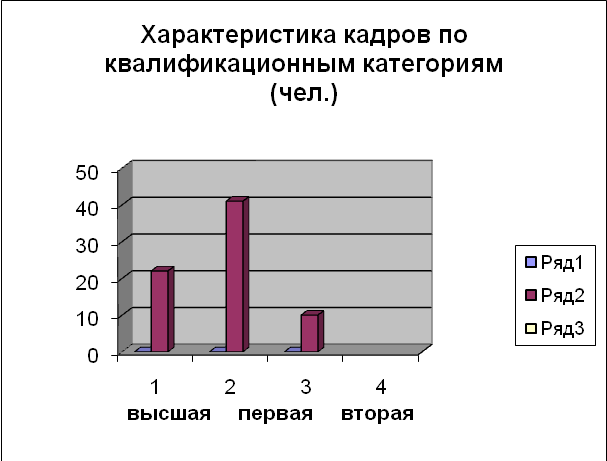 Характеристика кадров по
квалификационным категориям
(чел.)
50
40
30
20
10
0
1 2 3 4
высшая первая вторая
Ряд1
Ряд2
Ряд3